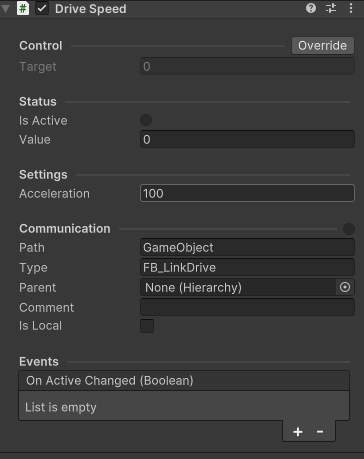 Drive Speed
Control
Override
Target 0
Status
Is Active
Value 0
Settings
Acceleration 100
Communication
Path GameObject
Type FB_LinkDrive
Parent None (Hierarchy)
Comment
Is Local
Events
On Active Changed (Boolean)
List is empty
+ -